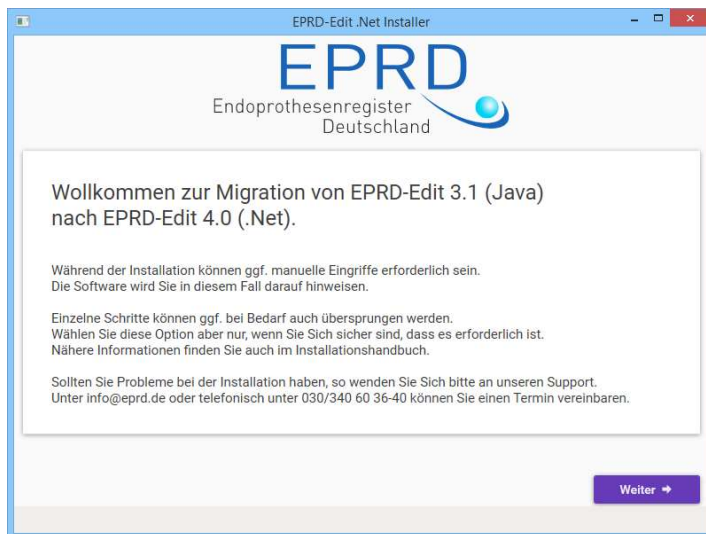 EPRD-Edit .Net Installer
EPRD
Endoprothesenregister
Deutschland
Wollkommen zur Migration von EPRD-Edit 3.1 (Java)
nach EPRD-Edit 4.0 (.Net).
Während der Installation können ggf. manuelle Eingriffe erforderlich sein.
Die Software wird Sie in diesem Fall darauf hinweisen.
Einzelne Schritte können ggf. bei Bedarf auch übersprungen werden.
Wählen Sie diese Option aber nur, wenn Sie Sich sicher sind, dass es erforderlich ist.
Nähere Informationen finden Sie auch im Installationshandbuch.
Sollten Sie Probleme bei der Installation haben, so wenden Sie Sich bitte an unseren Support.
Unter info@eprd.de oder telefonisch unter 030/340 60 36-40 können Sie einen Termin vereinbaren.
Weiter